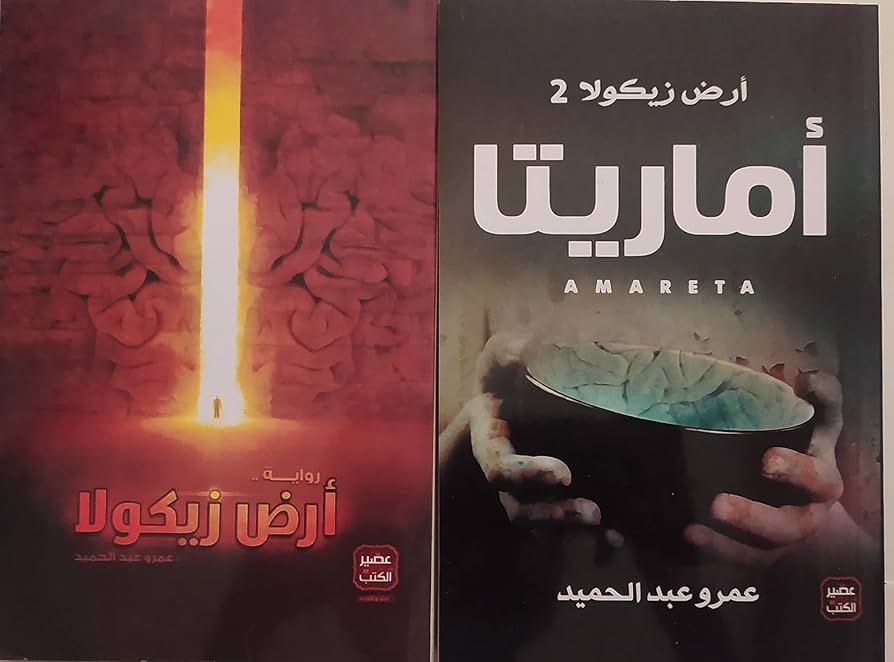 رواية ..
أرض زيكولا
عمرو عبد الحميد
عصير
الكتب
أرض زيكولا 2
أماريتا
AMARETA
عمرو عبد الحميد
عصير
الكتب